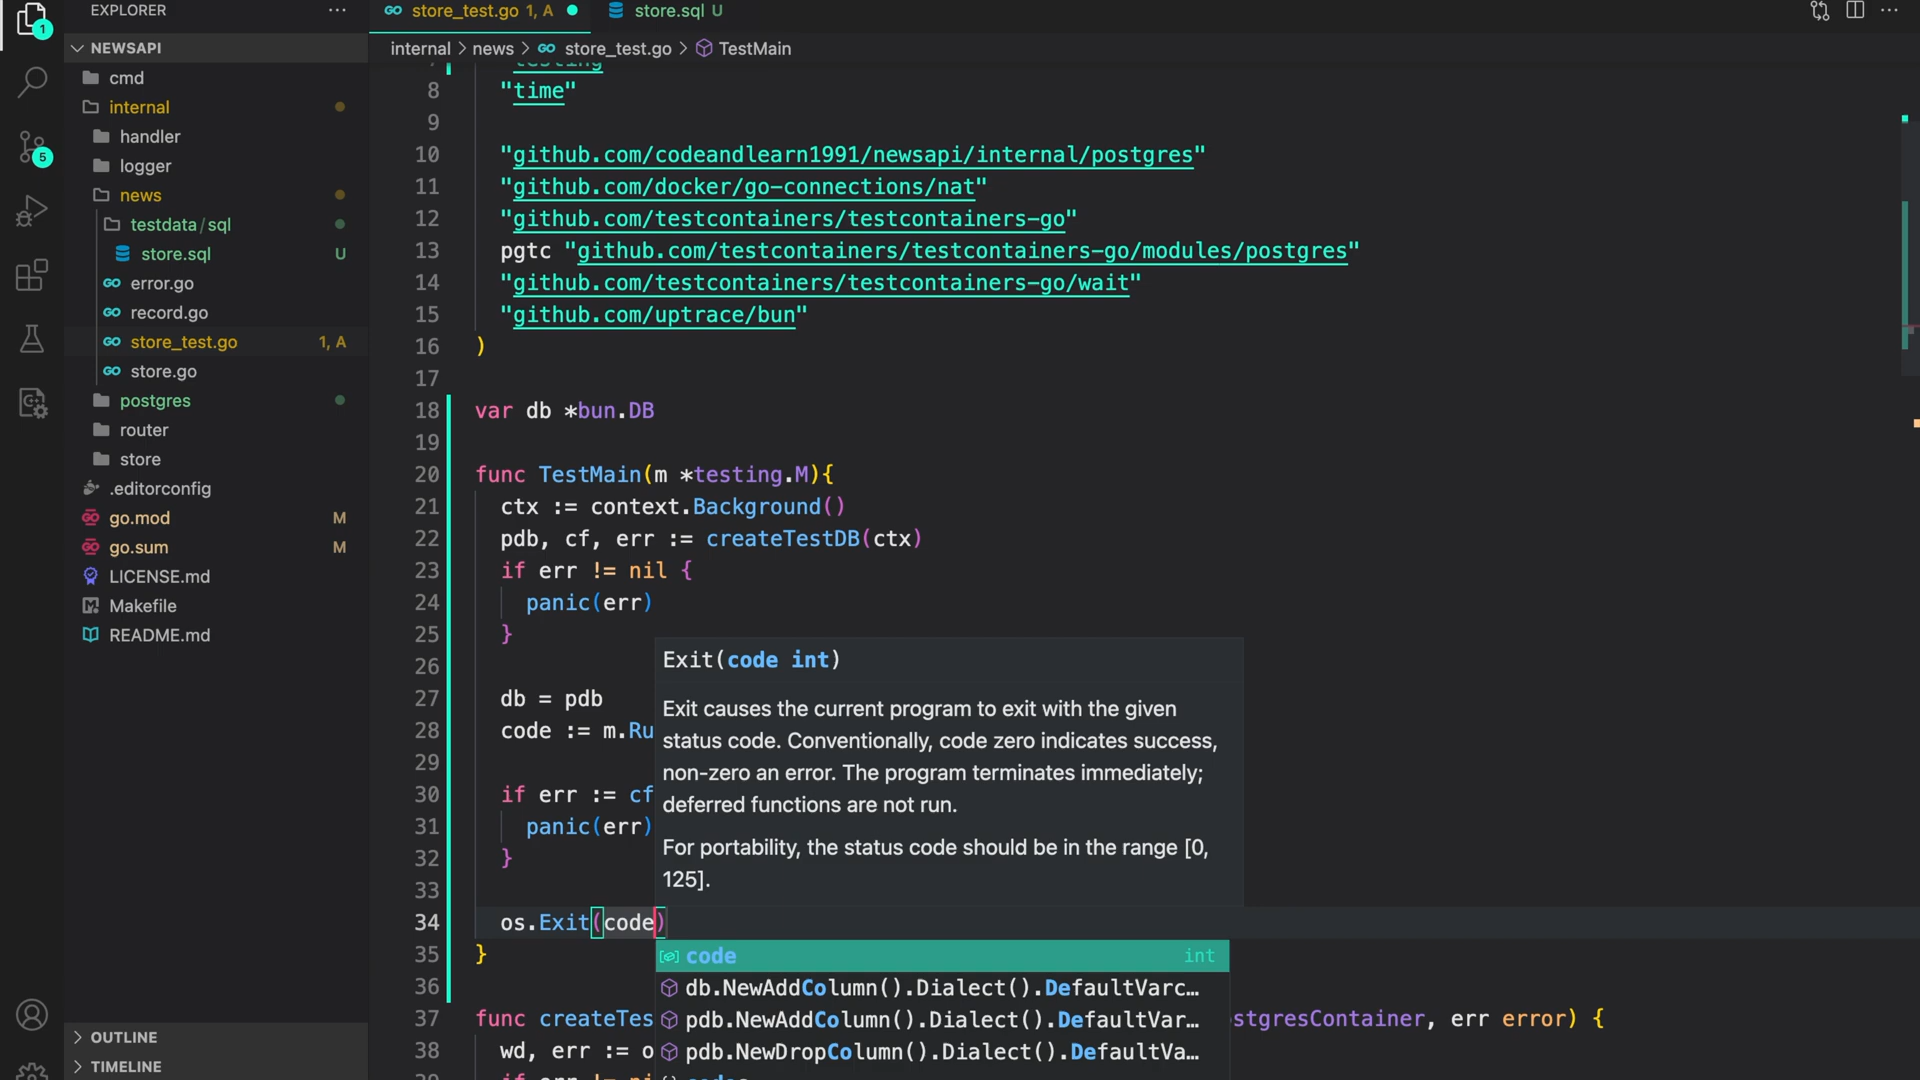 EXPLORER
store_test.go 1, A
store.sql U
NEWSAPI
internal > news > store_test.go > TestMain
1
5
cmd
internal
handler
logger
news
testdata/sql
store.sql U
error.go
record.go
store_test.go 1, A
store.go
postgres
router
store
.editorconfig
go.mod M
go.sum M
LICENSE.md
Makefile
README.md
OUTLINE
TIMELINE
8 "time"
9
10 "github.com/codeandlearn1991/newsapi/internal/postgres"
11 "github.com/docker/go-connections/nat"
12 "github.com/testcontainers/testcontainers-go"
13 pgtc "github.com/testcontainers/testcontainers-go/modules/postgres"
14 "github.com/testcontainers/testcontainers-go/wait"
15 "github.com/uptrace/bun"
16 )
17
18 var db *bun.DB
19
20 func TestMain(m *testing.M){
21 ctx := context.Background()
22 pdb, cf, err := createTestDB(ctx)
23 if err != nil {
24 panic(err)
25 }
26
27 db = pdb
28 code := m.Ru
29
30 if err := cf
31 panic(err)
32 }
33
34 os.Exit(code)
35 }
36
37 func createTes stgresContainer, err error) {
38 wd, err := o
Exit(code int)
Exit causes the current program to exit with the given
status code. Conventionally, code zero indicates success,
non-zero an error. The program terminates immediately;
deferred functions are not run.
For portability, the status code should be in the range [0,
125].
code int
db.NewAddColumn().Dialect().DefaultVarc…
pdb.NewAddColumn().Dialect().DefaultVar…
pdb.NewDropColumn().Dialect().DefaultVa…